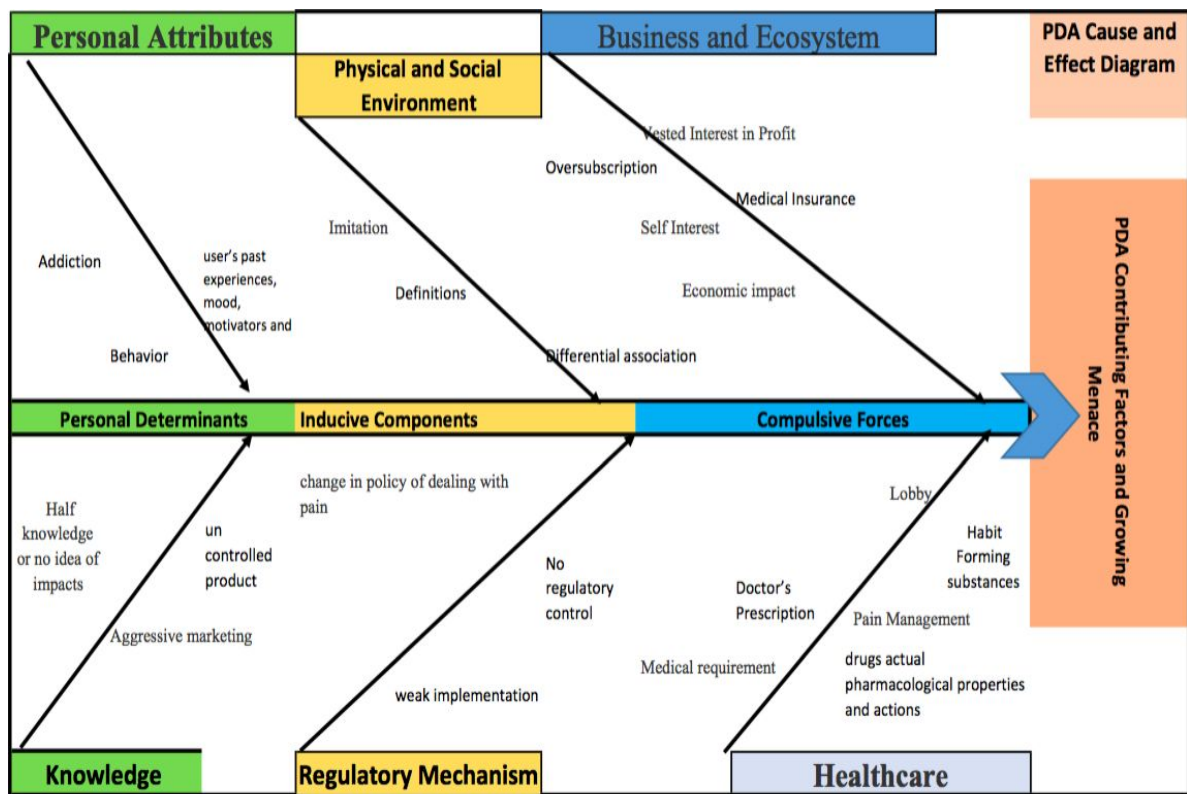 Personal Attributes
Business and Ecosystem
PDA Cause and
Effect Diagram
Physical and Social
Environment
Vested Interest in Profit
Oversubscription
Medical Insurance
Imitation
Self Interest
Addiction
user's past
experiences,
mood,
motivators and
Definitions
Economic impact
Behavior
Differential association
PDA Contributing Factors and Growing
Menace
Personal Determinants
Inducive Components
Compulsive Forces
change in policy of dealing with
pain
Half
knowledge
or no idea of
impacts
un
controlled
product
Lobby
Habit
Forming
substances
No
regulatory
control
Doctor's
Prescription
Aggressive marketing
Pain Management
Medical requirement
drugs actual
pharmacological properties
and actions
weak implementation
Knowledge
Regulatory Mechanism
Healthcare